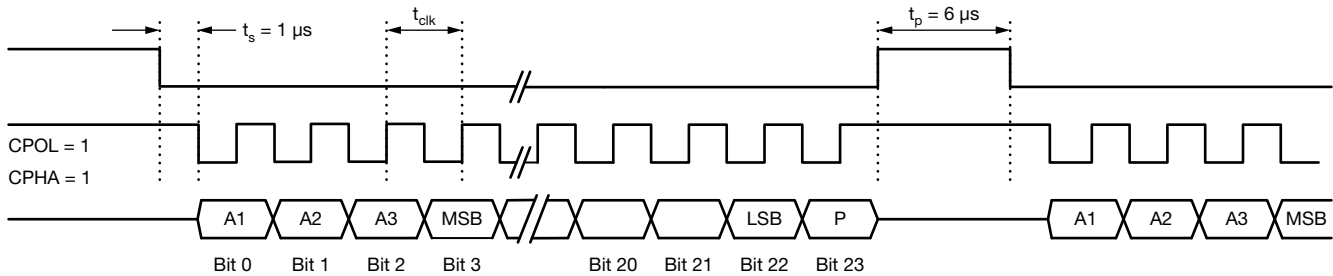 t_s = 1 µs
t_clk
t_p = 6 µs
CPOL = 1
CPHA = 1
A1 A2 A3 MSB LSB P A1 A2 A3 MSB
Bit 0 Bit 1 Bit 2 Bit 3 Bit 20 Bit 21 Bit 22 Bit 23